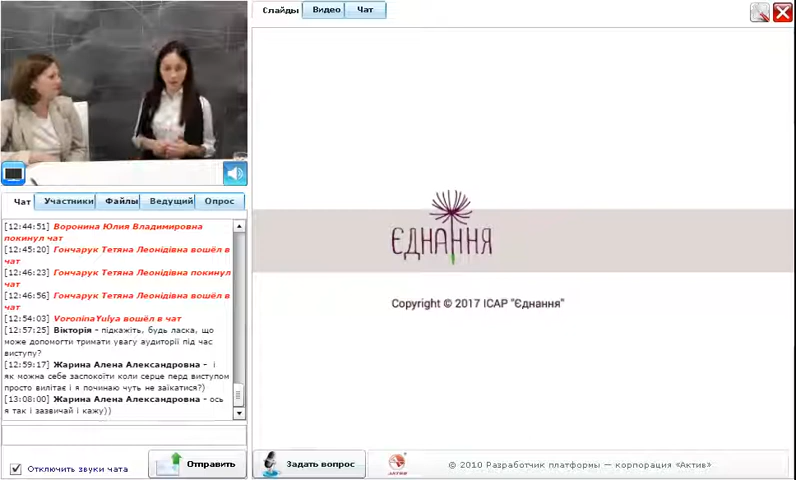 Слайды Видео Чат
Чат Участники Файлы Ведущий Опрос
[12:44:51] Воронина Юлия Владимировна
покинул чат
[12:45:20] Гончарук Тетяна Леонідівна вошёл в
чат
[12:46:23] Гончарук Тетяна Леонідівна покинул
чат
[12:46:56] Гончарук Тетяна Леонідівна вошёл в
чат
[12:54:03] VoroninaYulya вошёл в чат
[12:57:25] Вікторія - підкажіть, будь ласка, що
може допомогти тримати увагу аудиторії під час
виступу?
[12:59:17] Жарина Алена Александровна - і
як можна себе заспокоїти коли серце перд виступом
просто вилітає і я починаю чуть не заїкатися?)
[13:08:00] Жарина Алена Александровна - ось
я так і зазвичай і кажу))
Отключить звуки чата
Отправить
ЄДНАННЯ
Copyright © 2017 ІСАР "Єднання"
Задать вопрос
АКТИВ
© 2010 Разработчик платформы — корпорация «Актив»